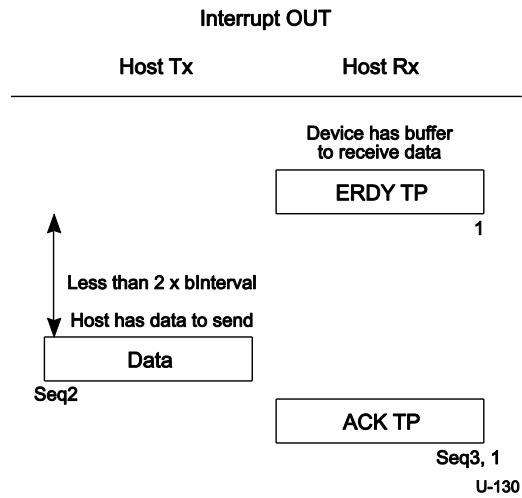 Interrupt OUT
Host Tx
Host Rx
Device has buffer
to receive data
ERDY TP
1
Less than 2 x bInterval
Host has data to send
Data
Seq2
ACK TP
Seq3, 1
U-130